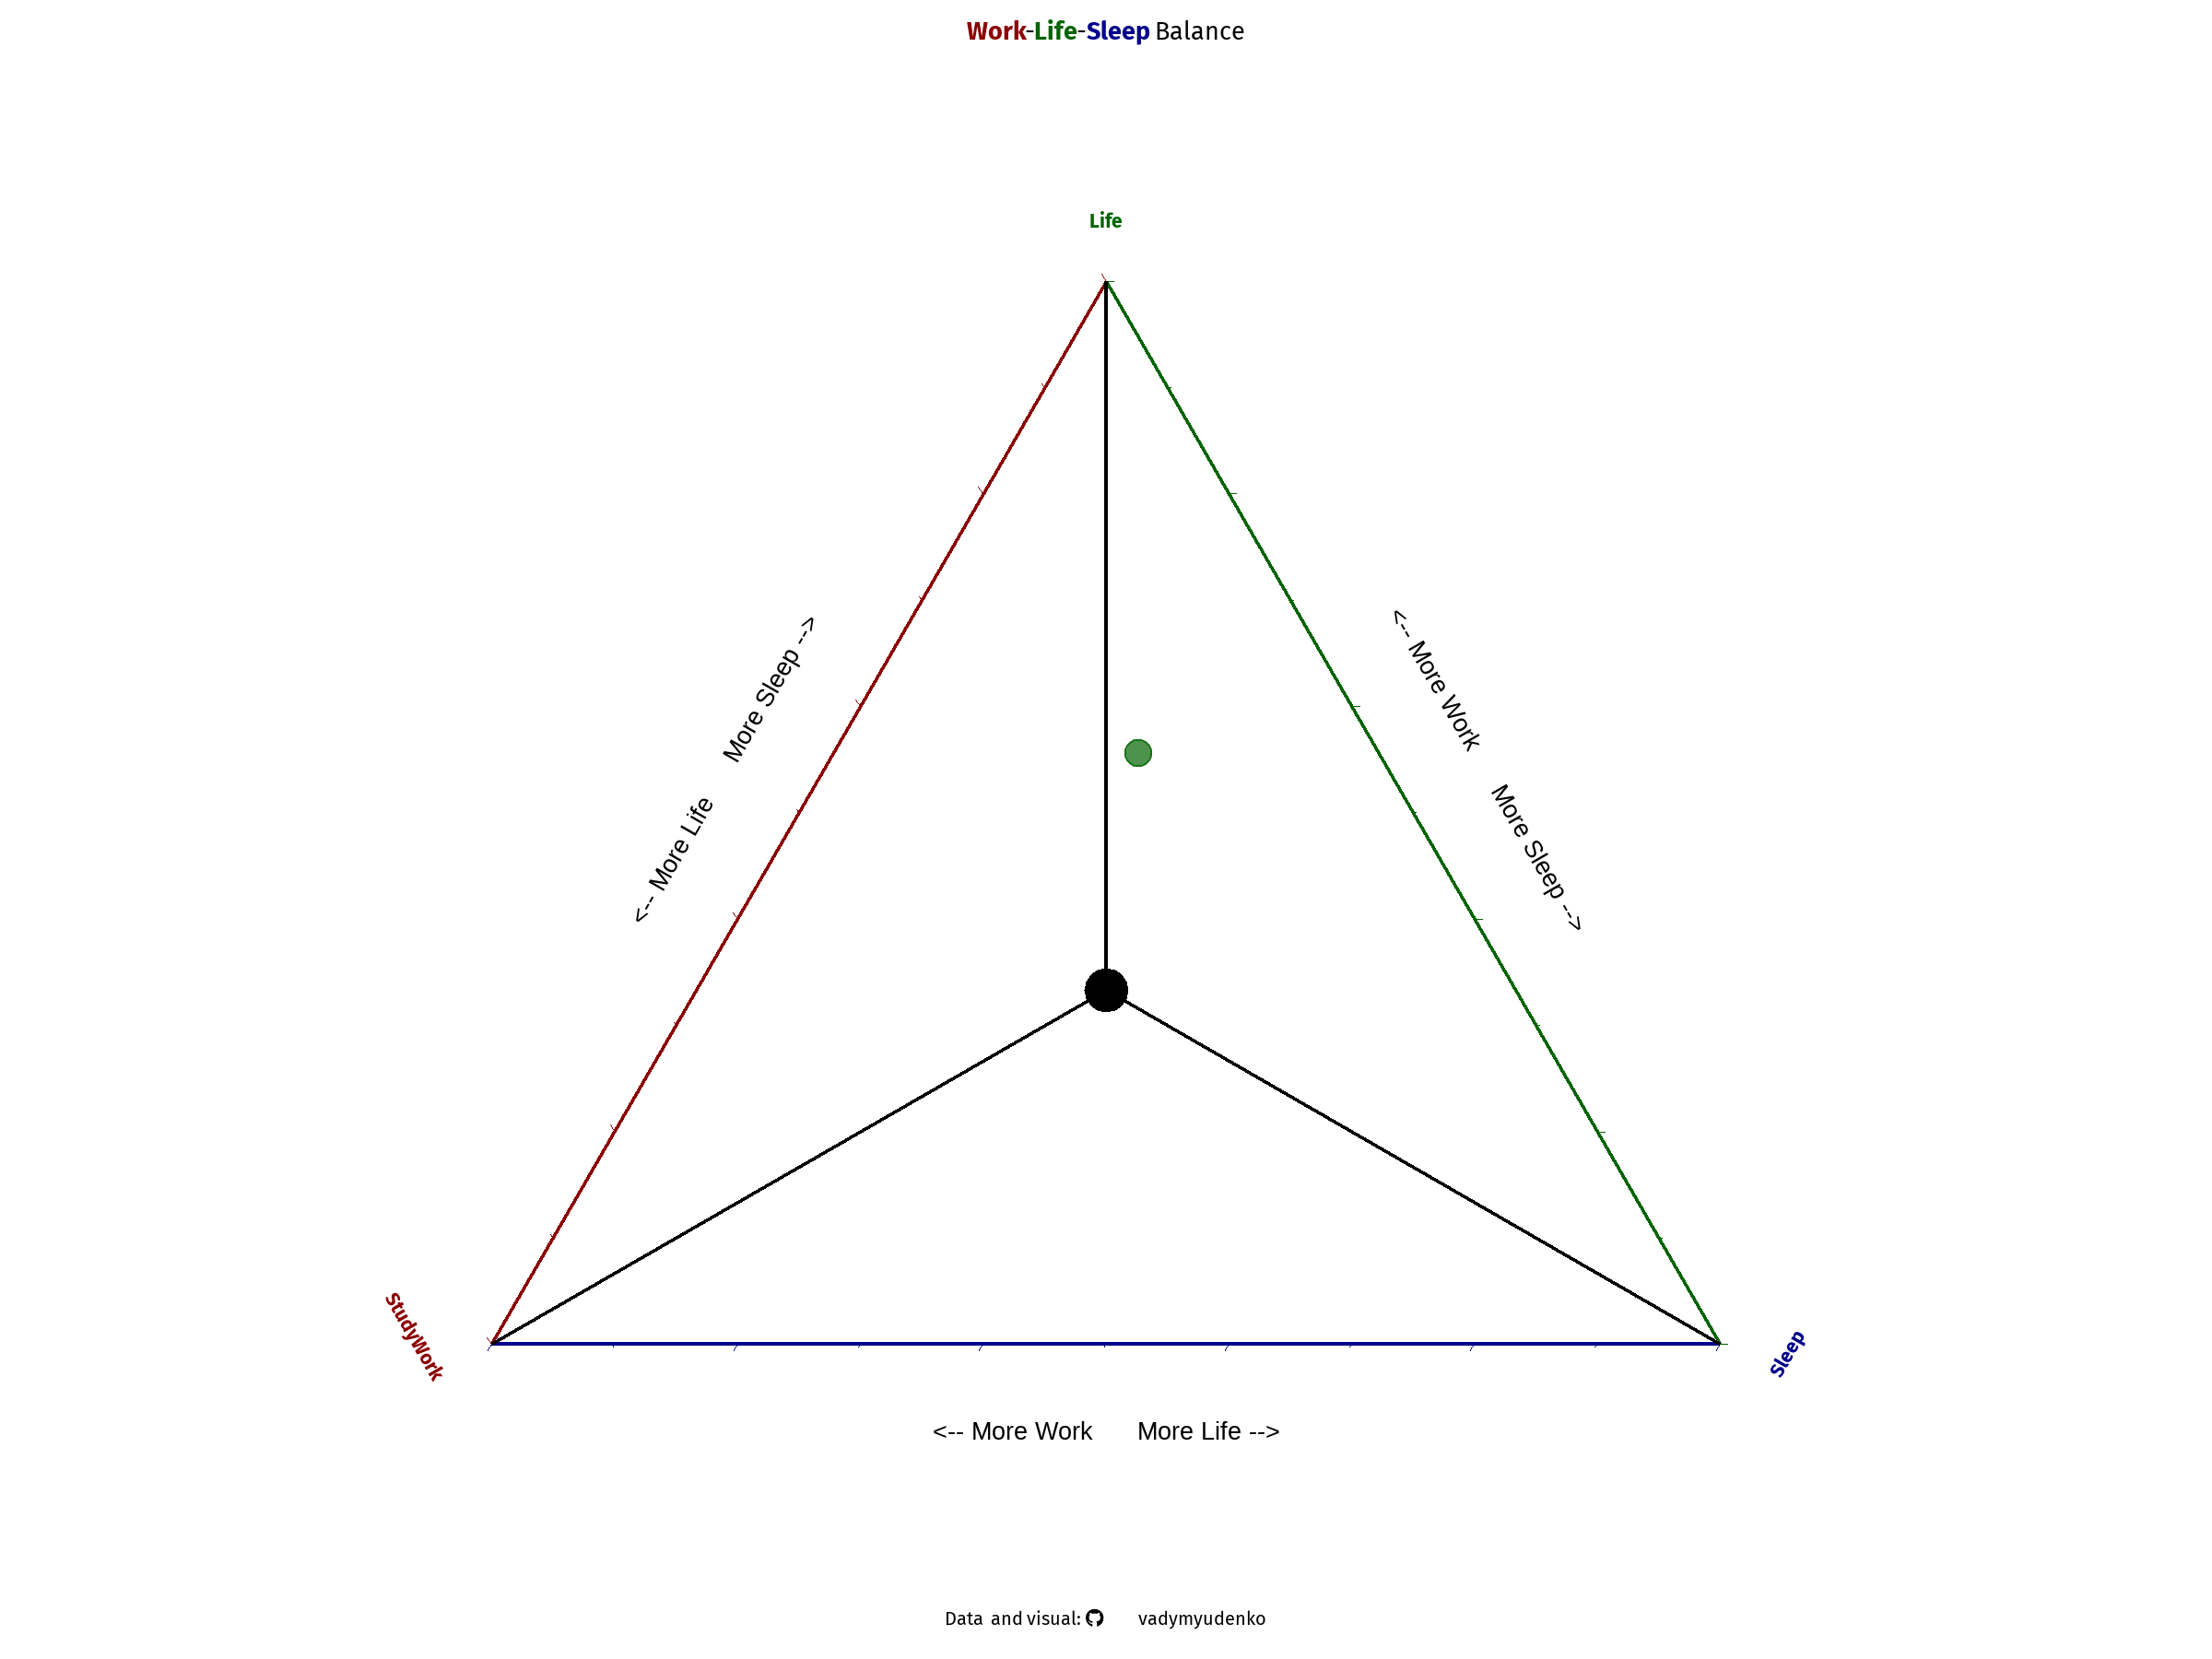 Work-Life-Sleep Balance
Life
<-- More Life    More Sleep -->
<-- More Work    More Sleep -->
StudyWork
Sleep
<-- More Work    More Life -->
Data and visual: vadymyudenko